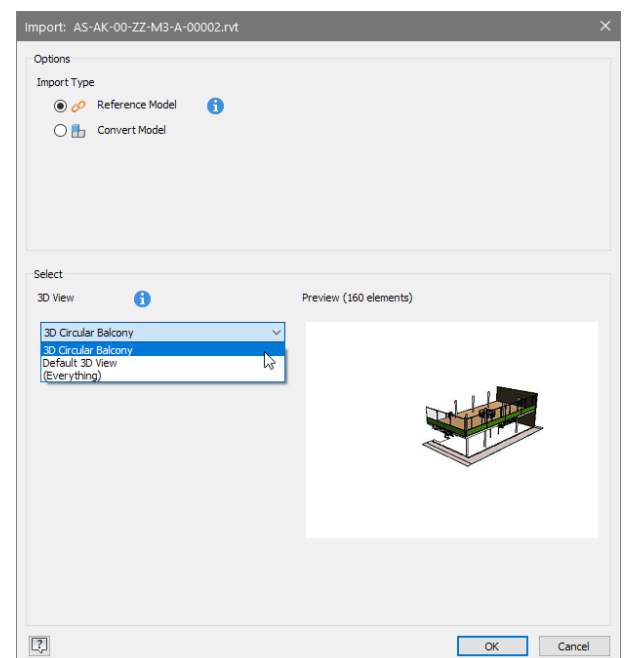 Import: AS-AK-00-ZZ-M3-A-00002.rvt
Options
Import Type
Reference Model
Convert Model
Select
3D View
Preview (160 elements)
3D Circular Balcony
3D Circular Balcony
Default 3D View
(Everything)
OK
Cancel